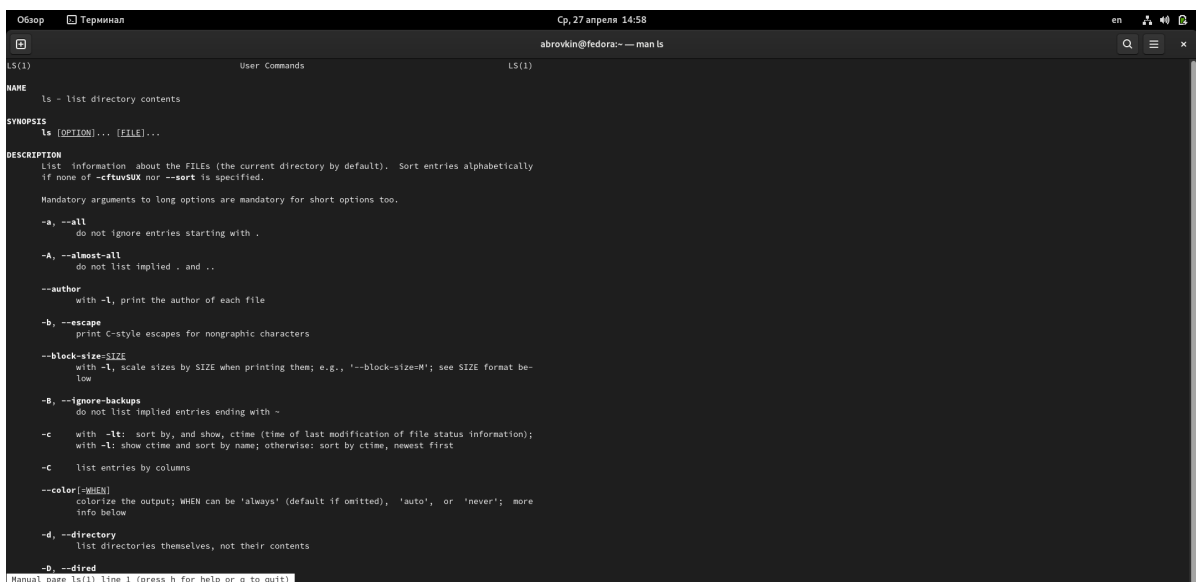 Обзор Терминал Ср, 27 апреля 14:58 en
abrovkin@fedora:~ — man ls
LS(1) User Commands LS(1)
NAME
ls - list directory contents
SYNOPSIS
ls [OPTION]... [FILE]...
DESCRIPTION
List information about the FILEs (the current directory by default). Sort entries alphabetically
if none of -cftuvSUX nor --sort is specified.
Mandatory arguments to long options are mandatory for short options too.
-a, --all
do not ignore entries starting with .
-A, --almost-all
do not list implied . and ..
--author
with -l, print the author of each file
-b, --escape
print C-style escapes for nongraphic characters
--block-size=SIZE
with -l, scale sizes by SIZE when printing them; e.g., '--block-size=M'; see SIZE format be-
low
-B, --ignore-backups
do not list implied entries ending with ~
-c with -lt: sort by, and show, ctime (time of last modification of file status information);
with -l: show ctime and sort by name; otherwise: sort by ctime, newest first
-C list entries by columns
--color[=WHEN]
colorize the output; WHEN can be 'always' (default if omitted), 'auto', or 'never'; more
info below
-d, --directory
list directories themselves, not their contents
-D, --dired
Manual page ls(1) line 1 (press h for help or q to quit)